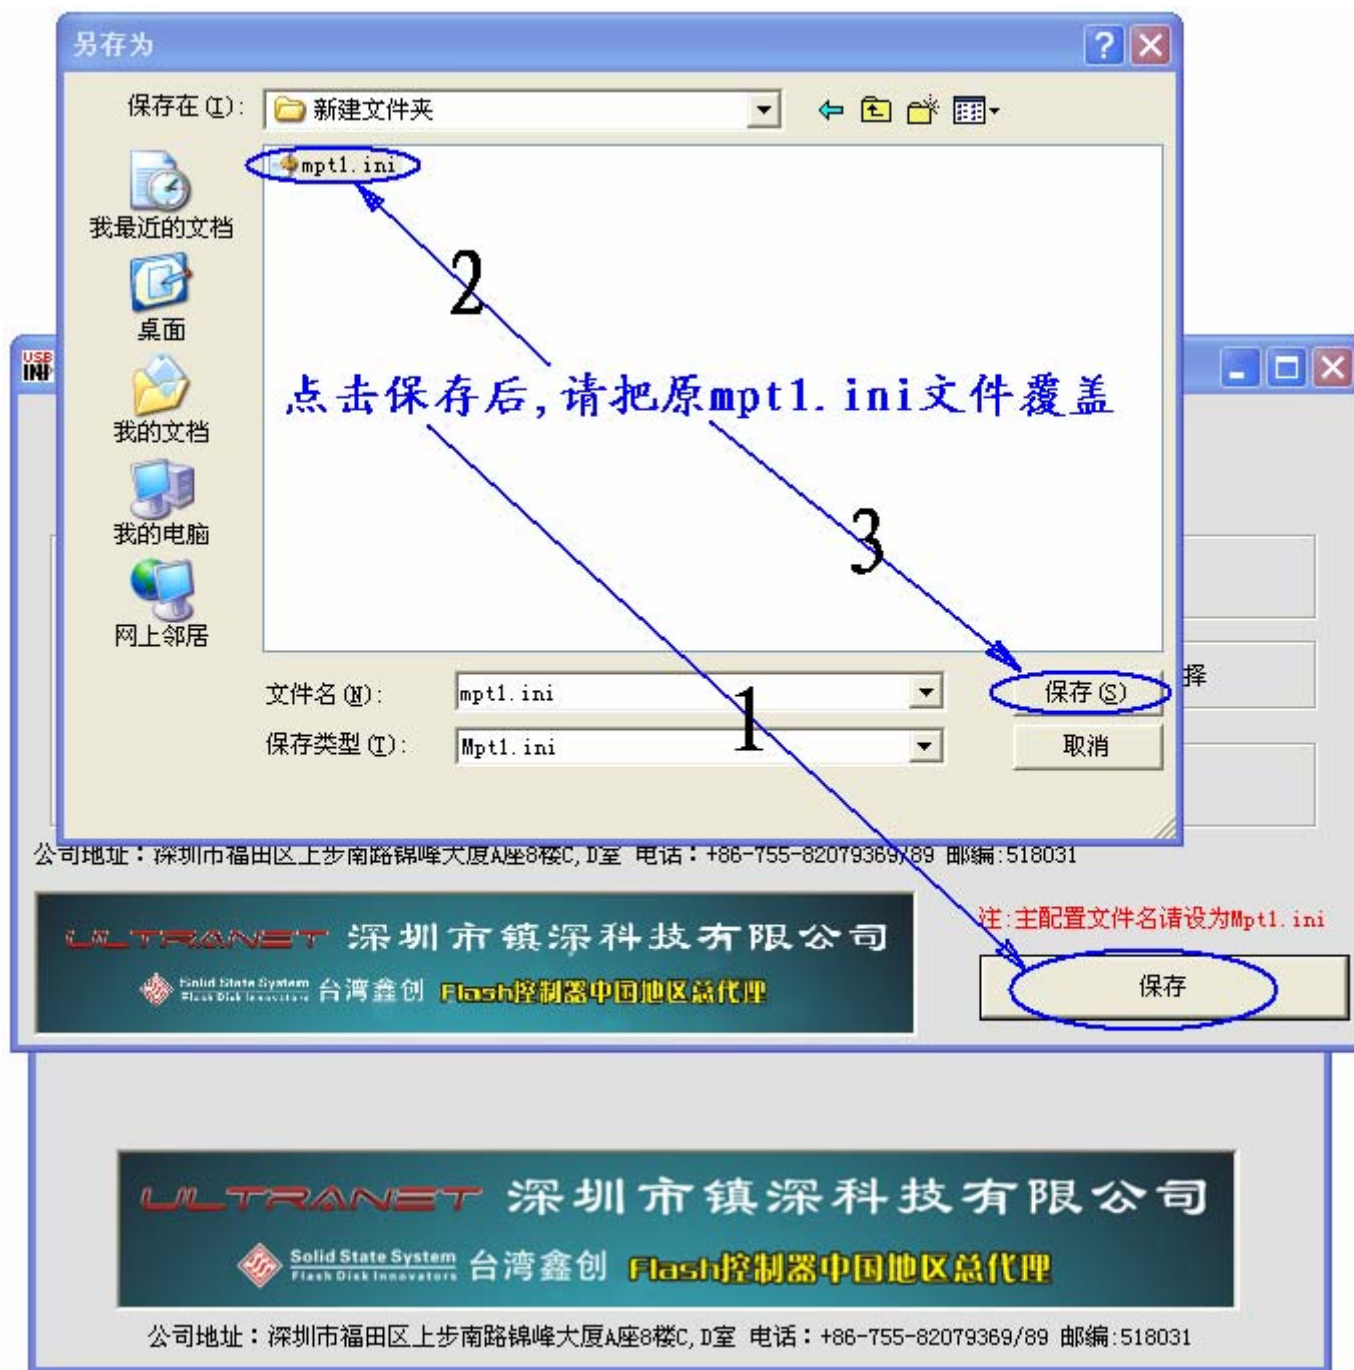 另存为
保存在(I):
新建文件夹
mpt1.ini
我最近的文档
桌面
我的文档
我的电脑
网上邻居
2
点击保存后,请把原mpt1.ini文件覆盖
3
1
文件名(N):
mpt1.ini
保存(S)
保存类型(T):
Mpt1.ini
取消
USB
INF
择
公司地址：深圳市福田区上步南路锦峰大厦A座8楼C,D室 电话：+86-755-82079369/89 邮编:518031
ULTRANET 深圳市镇深科技有限公司
Solid State System
Flash Disk Innovators
台湾鑫创 Flash控制器中国地区总代理
注:主配置文件名请设为Mpt1.ini
保存
ULTRANET 深圳市镇深科技有限公司
Solid State System
Flash Disk Innovators
台湾鑫创 Flash控制器中国地区总代理
公司地址：深圳市福田区上步南路锦峰大厦A座8楼C,D室 电话：+86-755-82079369/89 邮编:518031